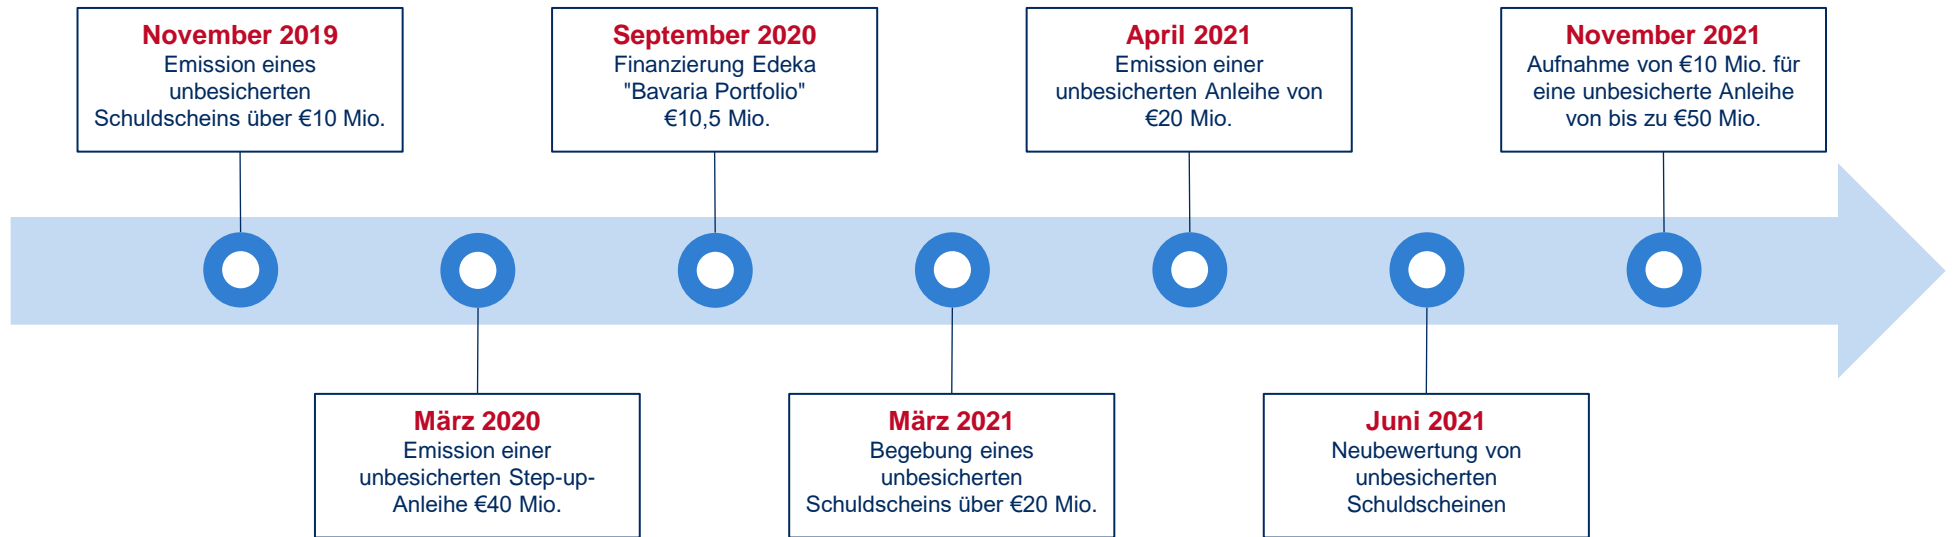 November 2019
Emission eines
unbesicherten
Schuldscheins über €10 Mio.
März 2020
Emission einer
unbesicherten Step-up-
Anleihe €40 Mio.
September 2020
Finanzierung Edeka
"Bavaria Portfolio"
€10,5 Mio.
März 2021
Begebung eines
unbesicherten
Schuldscheins über €20 Mio.
April 2021
Emission einer
unbesicherten Anleihe von
€20 Mio.
Juni 2021
Neubewertung von
unbesicherten
Schuldscheinen
November 2021
Aufnahme von €10 Mio. für
eine unbesicherte Anleihe
von bis zu €50 Mio.